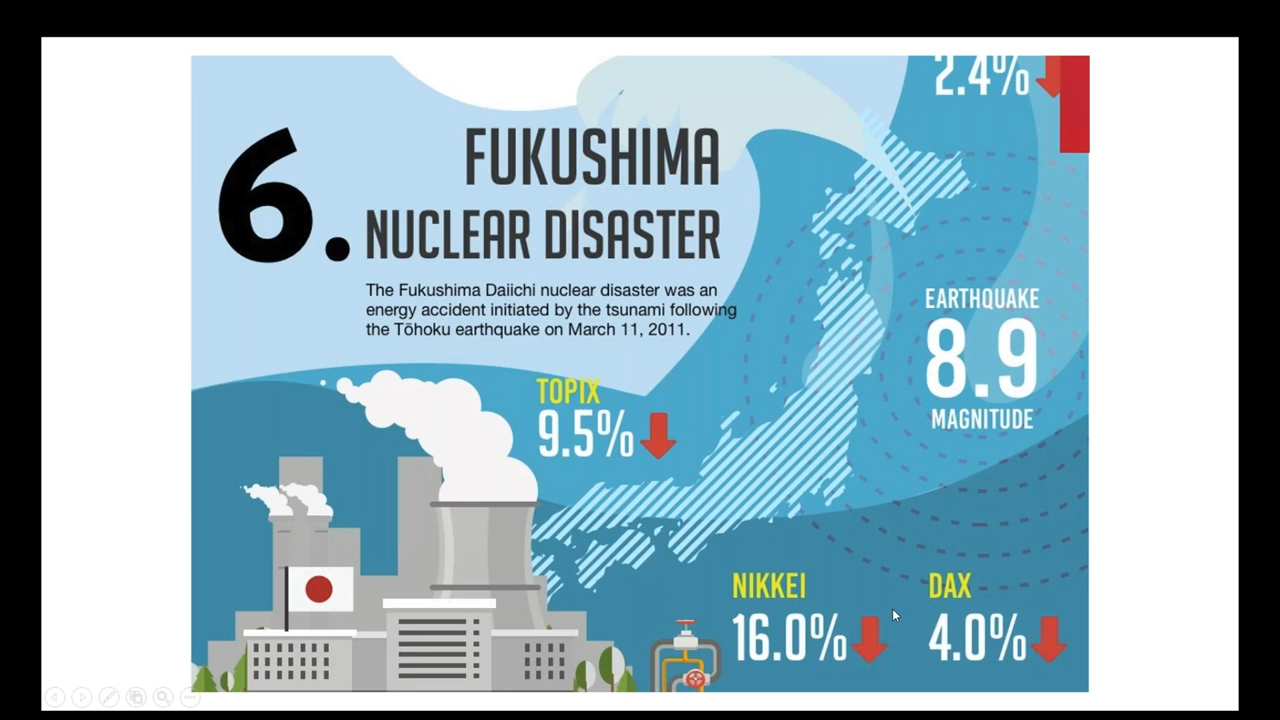 2.4%
6.
FUKUSHIMA
NUCLEAR DISASTER
The Fukushima Daiichi nuclear disaster was an
energy accident initiated by the tsunami following
the Tōhoku earthquake on March 11, 2011.
EARTHQUAKE
8.9
MAGNITUDE
TOPIX
9.5%
NIKKEI
16.0%
DAX
4.0%